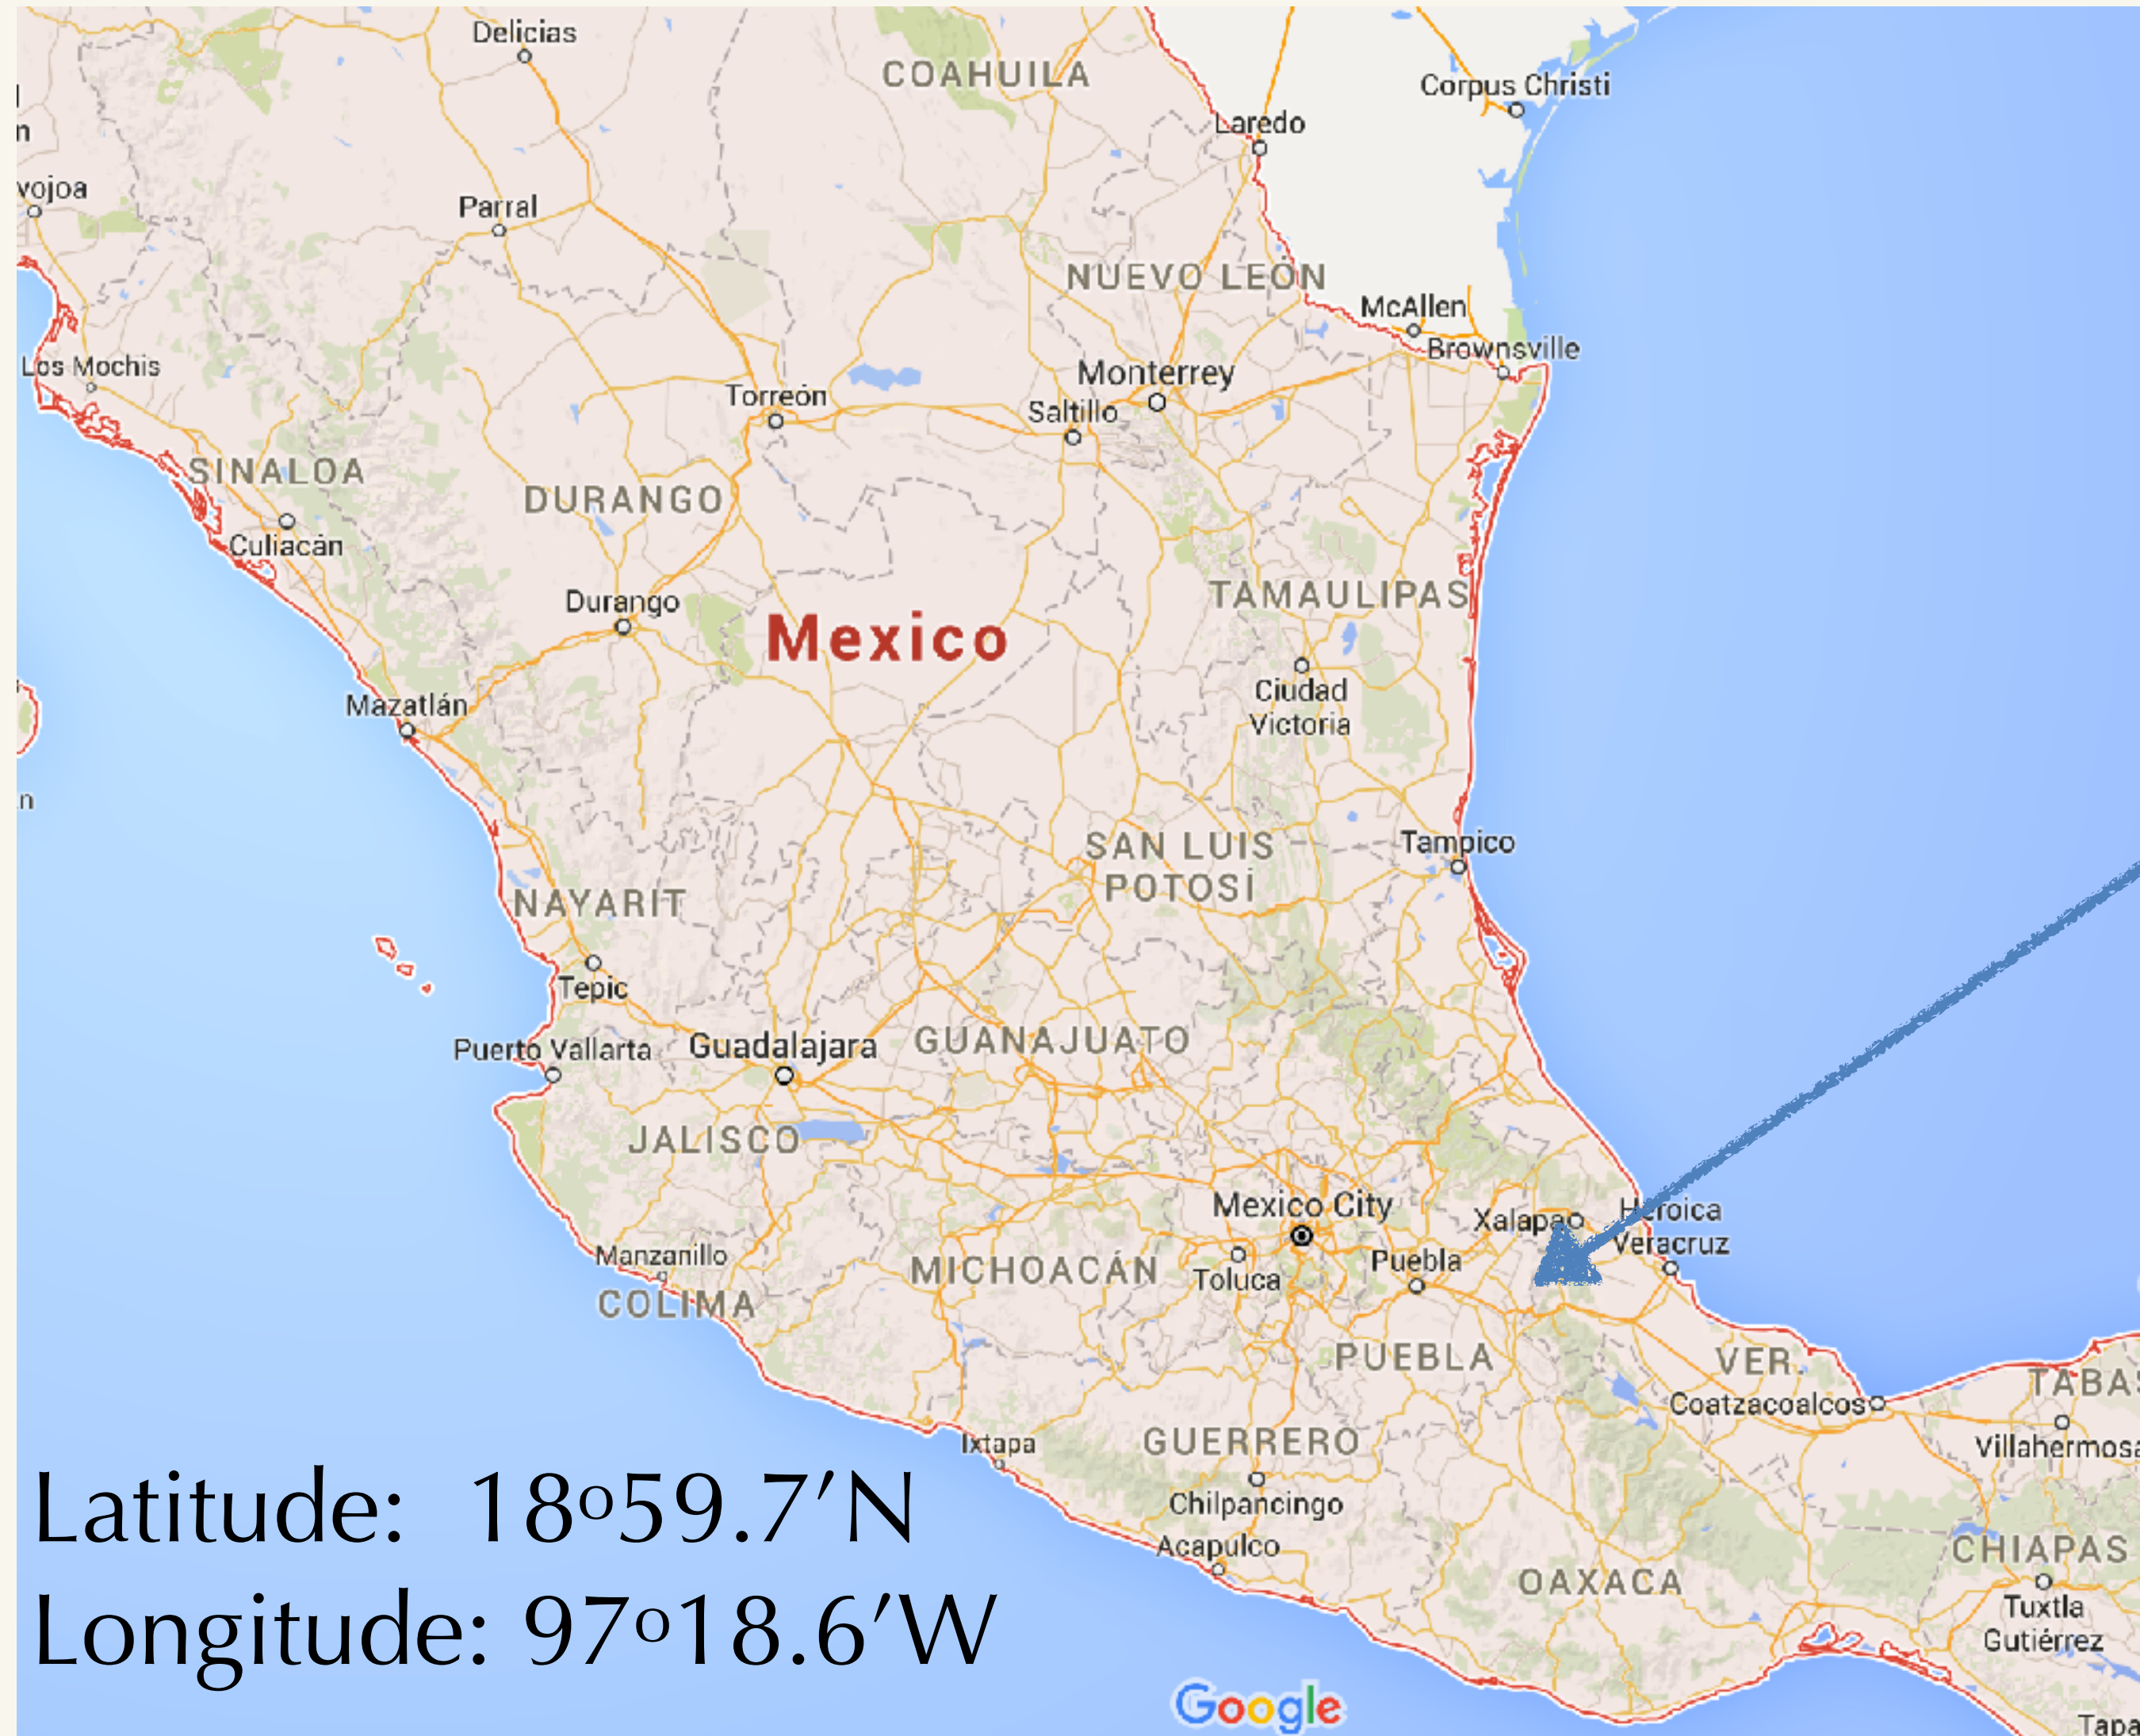 Delicias
COAHUILA
Corpus Christi
Laredo
vojoa
Parral
NUEVO LEÓN
McAllen
Brownsville
Los Mochis
Monterrey
Torreón
Saltillo
SINALOA
DURANGO
Culiacán
TAMAULIPAS
Durango
Mexico
Ciudad
Victoria
Mazatlán
n
SAN LUIS
POTOSÍ
Tampico
NAYARIT
Tepic
Puerto Vallarta
Guadalajara
GUANAJUATO
JALISCO
Mexico City
Xalapa
Heroica
Veracruz
Manzanillo
MICHOACÁN
Toluca
Puebla
COLIMA
PUEBLA
VER.
TABAS
Coatzacoalcos
Ixtapa
GUERRERO
Villahermosa
Chilpancingo
Latitude: 18º59.7′N
Acapulco
CHIAPAS
OAXACA
Tuxtla
Gutiérrez
Longitude: 97º18.6′W
Google
Tapa